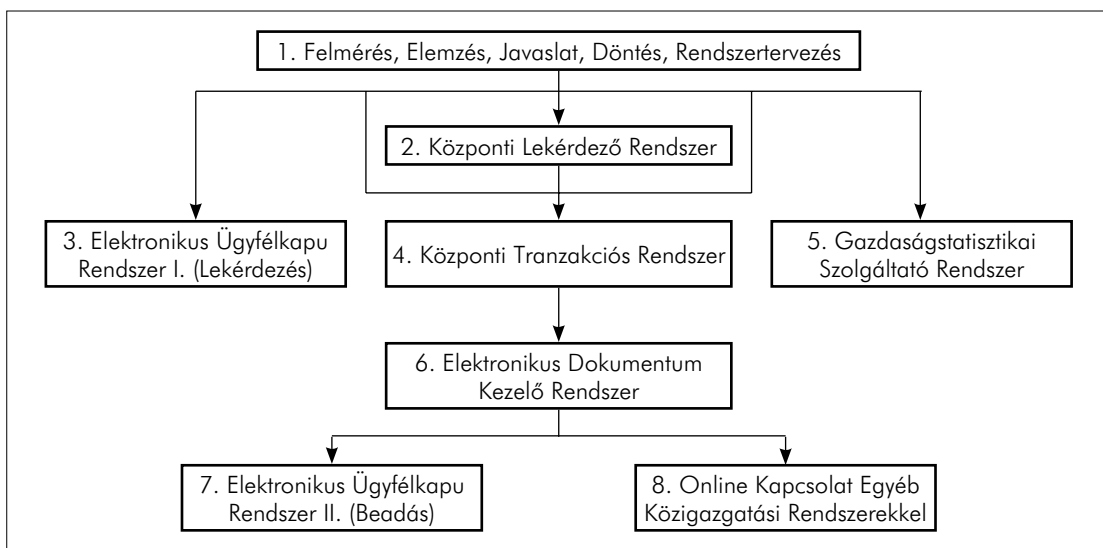 1. Felmérés, Elemzés, Javaslat, Döntés, Rendszertervezés
2. Központi Lekérdező Rendszer
3. Elektronikus Ügyfélkapu
Rendszer I. (Lekérdezés)
4. Központi Tranzakciós Rendszer
5. Gazdaságstatisztikai
Szolgáltató Rendszer
6. Elektronikus Dokumentum
Kezelő Rendszer
7. Elektronikus Ügyfélkapu
Rendszer II. (Beadás)
8. Online Kapcsolat Egyéb
Közigazgatási Rendszerekkel